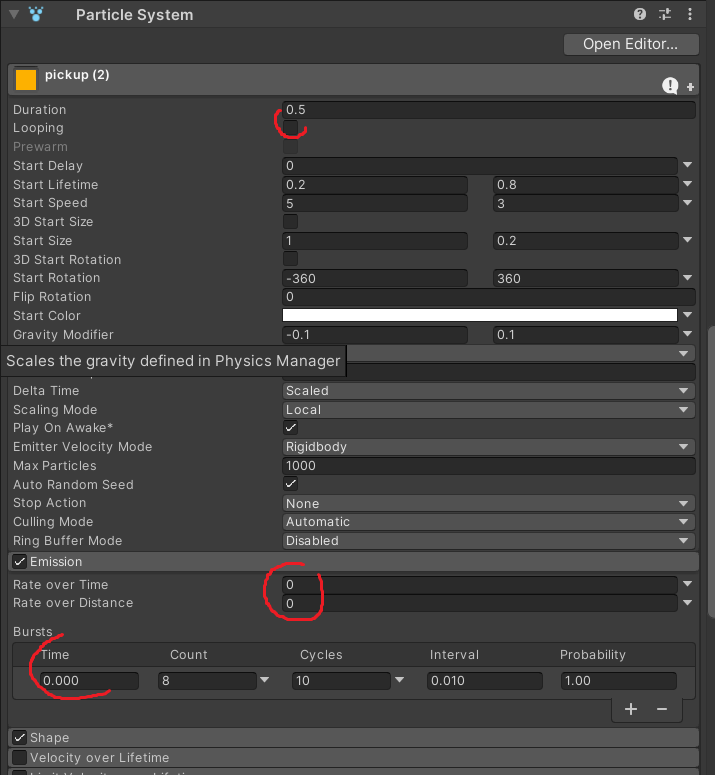 Particle System
Open Editor...
pickup (2)
Duration 0.5
Looping
Prewarm
Start Delay 0
Start Lifetime 0.2 0.8
Start Speed 5 3
3D Start Size
Start Size 1 0.2
3D Start Rotation
Start Rotation -360 360
Flip Rotation 0
Start Color
Gravity Modifier -0.1 0.1
Scales the gravity defined in Physics Manager
Delta Time Scaled
Scaling Mode Local
Play On Awake*
Emitter Velocity Mode Rigidbody
Max Particles 1000
Auto Random Seed
Stop Action None
Culling Mode Automatic
Ring Buffer Mode Disabled
Emission
Rate over Time 0
Rate over Distance 0
Bursts
Time Count Cycles Interval Probability
0.000 8 10 0.010 1.00
Shape
Velocity over Lifetime